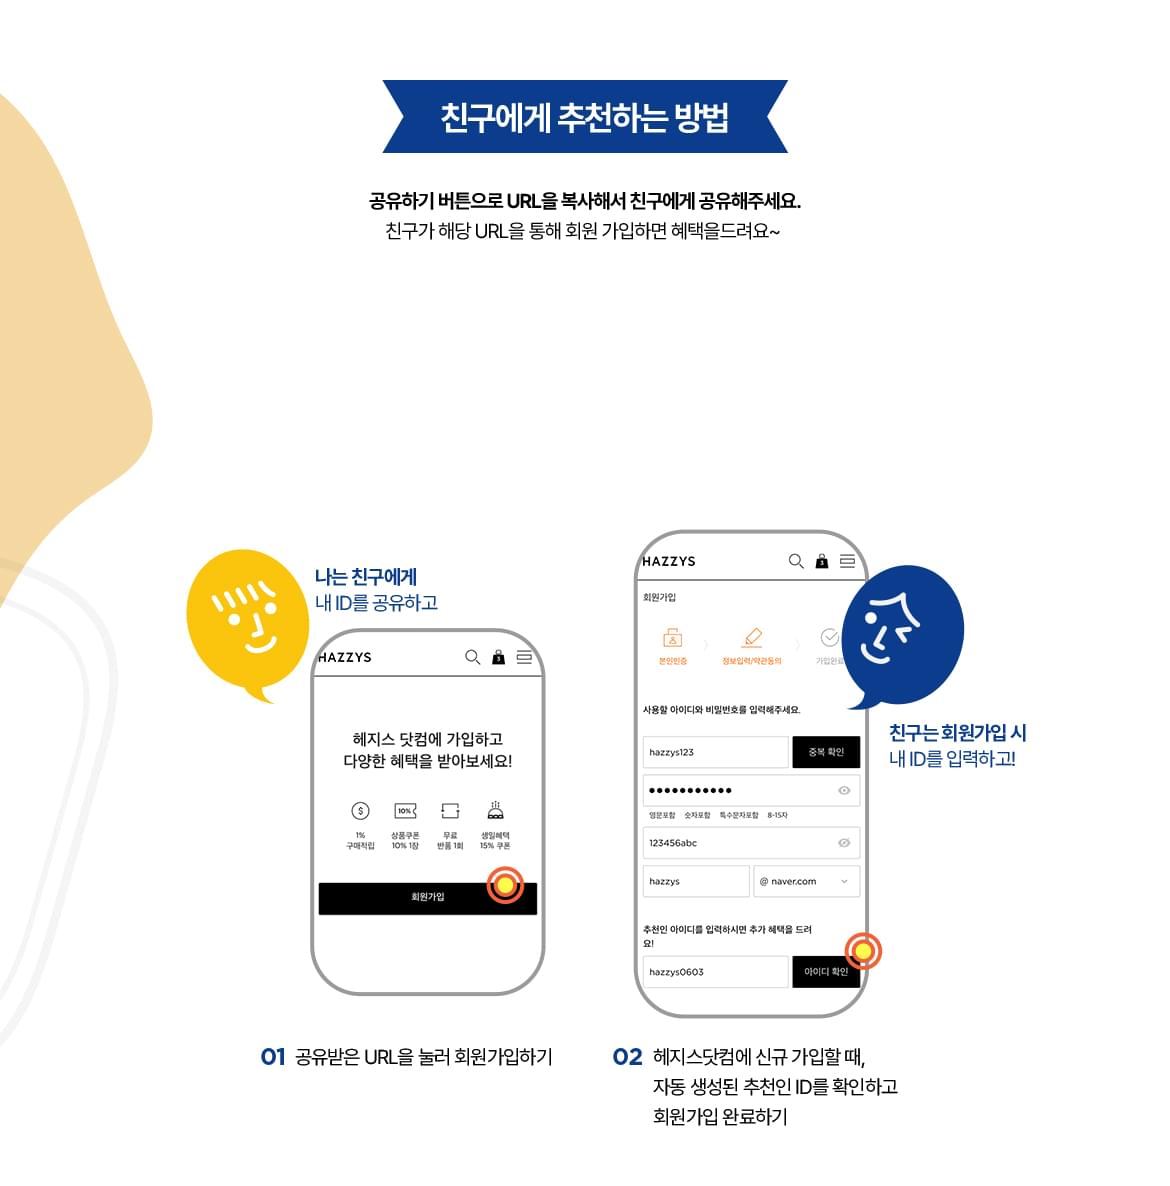 친구에게 추천하는 방법
공유하기 버튼으로 URL을 복사해서 친구에게 공유해주세요.
친구가 해당 URL을 통해 회원 가입하면 혜택을드려요~
나는 친구에게
내 ID를 공유하고
HAZZYS
3
헤지스 닷컴에 가입하고
다양한 혜택을 받아보세요!
$
10%
1%
구매적립
상품쿠폰
10% 1장
무료
반품 1회
생일혜택
15% 쿠폰
회원가입
01 공유받은 URL을 눌러 회원가입하기
HAZZYS
3
회원가입
본인인증
정보입력/약관동의
가입완료
사용할 아이디와 비밀번호를 입력해주세요.
hazzys123
중복 확인
●●●●●●●●●●●
영문포함 숫자포함 특수문자포함 8-15자
123456abc
hazzys
@ naver.com
추천인 아이디를 입력하시면 추가 혜택을 드려
요!
hazzys0603
아이디 확인
친구는 회원가입 시
내 ID를 입력하고!
02 헤지스닷컴에 신규 가입할 때,
자동 생성된 추천인 ID를 확인하고
회원가입 완료하기